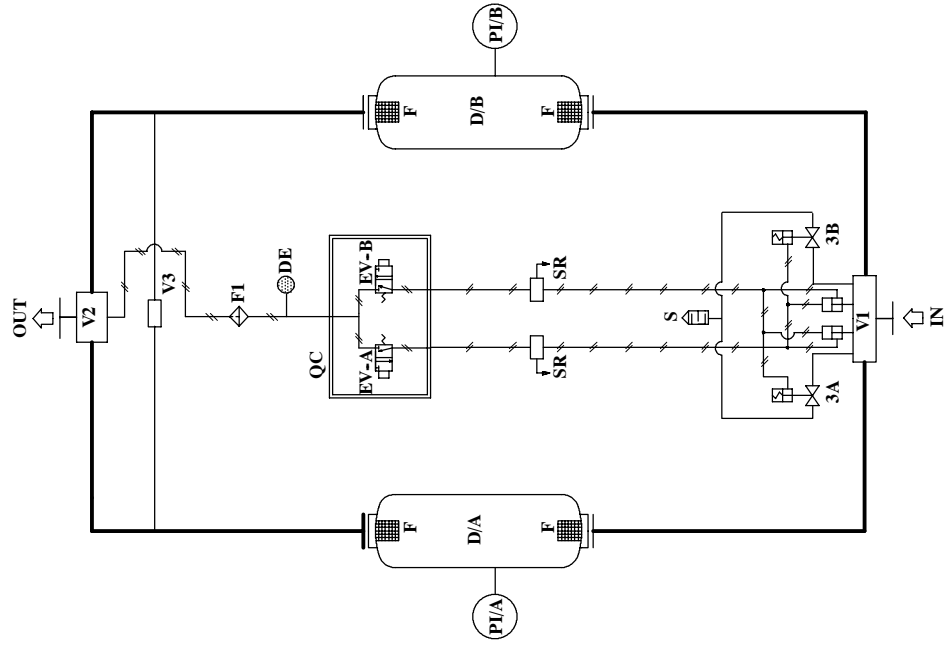 OUT
V2
V3
F1
DE
QC
EV-A
EV-B
PI/A
F
D/A
F
F
D/B
F
PI/B
SR
SR
S
3A
3B
V1
IN